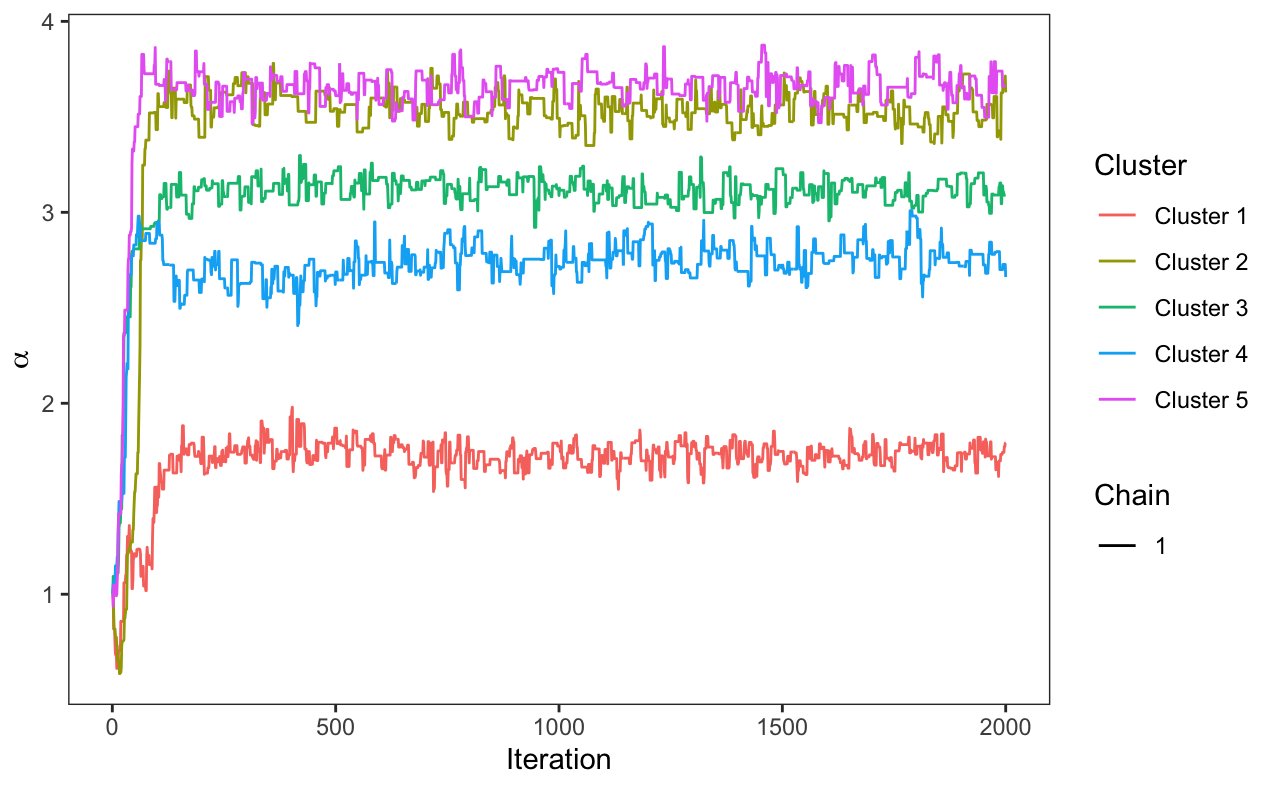 4
3
2
1
α
0
500
1000
1500
2000
Iteration
Cluster
Cluster 1
Cluster 2
Cluster 3
Cluster 4
Cluster 5
Chain
1